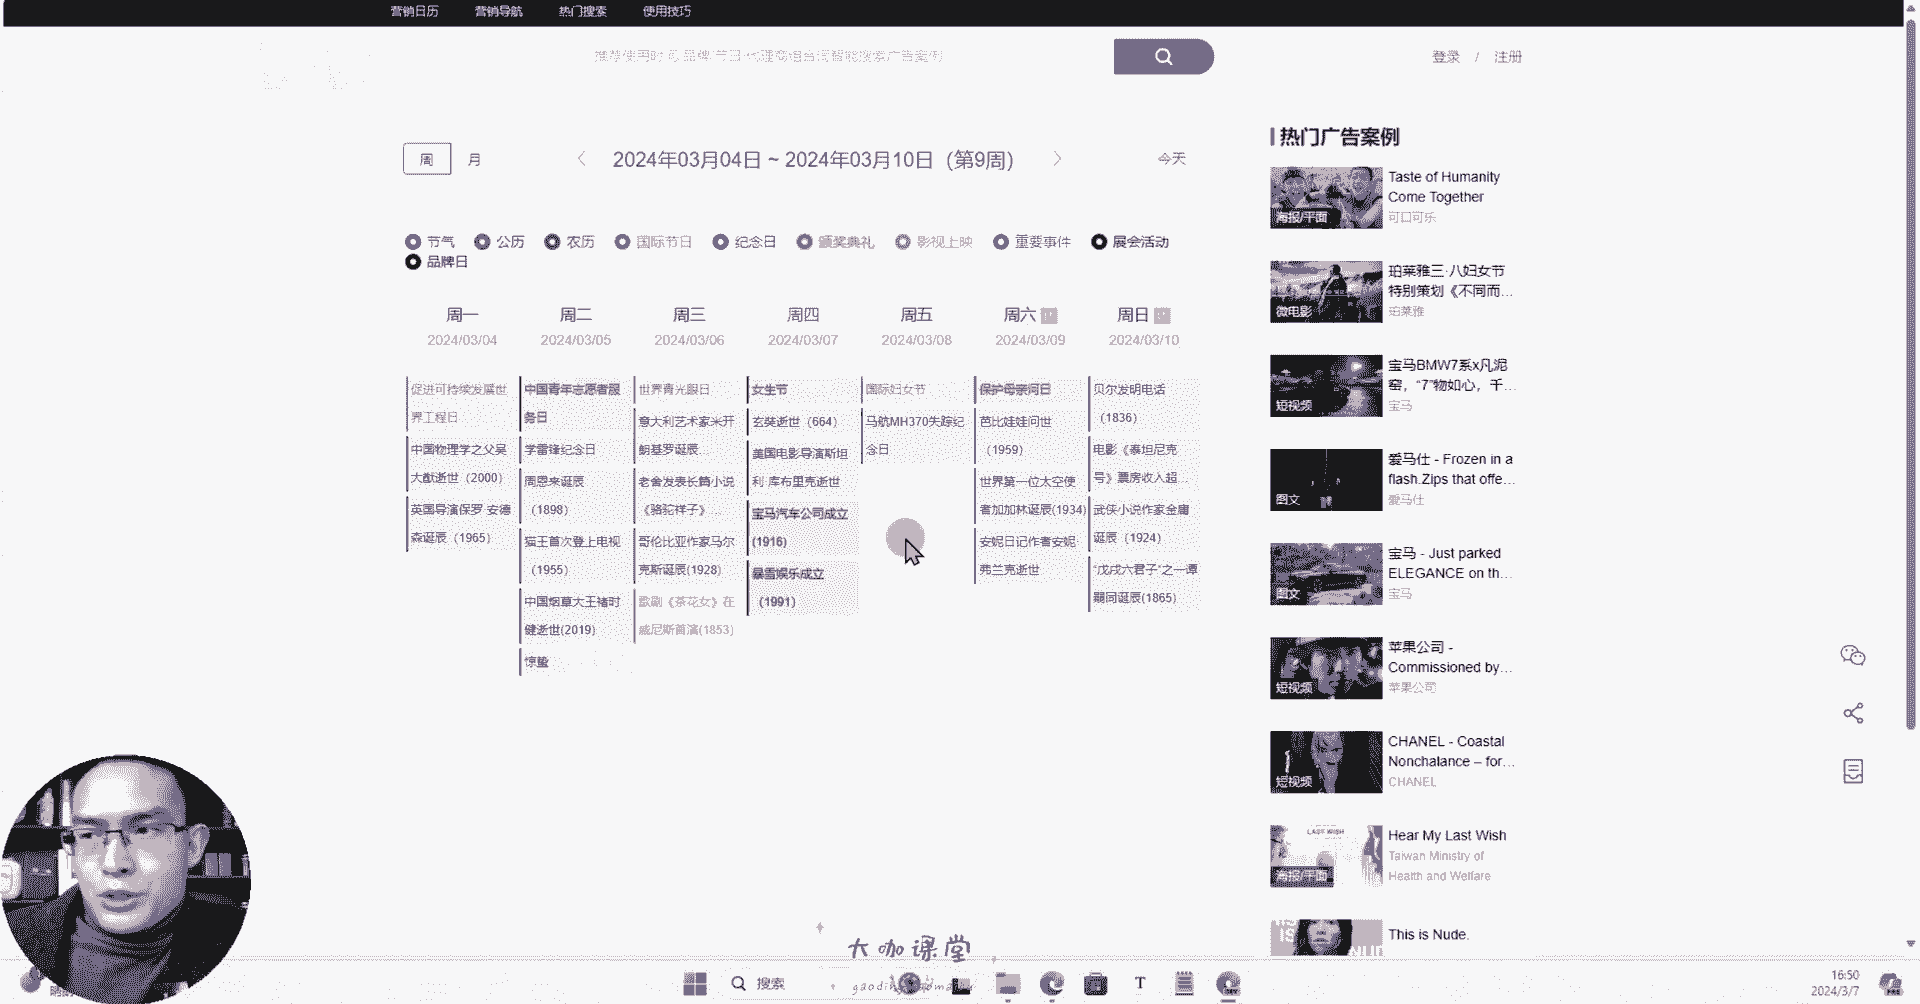 营销日历 营销导航 热门搜索 使用技巧
登录 / 注册
周 月 2024年03月04日 ~ 2024年03月10日（第9周） 今天
节气 公历 农历 国际节日 纪念日 颁奖典礼 影视上映 重要事件 展会活动
品牌日
周一 周二 周三 周四 周五 周六 周日
2024/03/04 2024/03/05 2024/03/06 2024/03/07 2024/03/08 2024/03/09 2024/03/10
促进可持续发展世
界工程日
中国物理学之父吴
大猷逝世（2000）
英国导演保罗·安德
森诞辰（1965）
中国青年志愿者服
务日
学雷锋纪念日
周恩来诞辰
（1898）
猫王首次登上电视
（1955）
中国烟草大王褚时
健逝世(2019)
惊蛰
世界青光眼日
意大利艺术家米开
朗基罗诞辰...
老舍发表长篇小说
《骆驼祥子》...
哥伦比亚作家马尔
克斯诞辰(1928)
歌剧《茶花女》在
威尼斯首演(1853)
女生节
玄奘逝世（664）
美国电影导演斯坦
利·库布里克逝世
宝马汽车公司成立
(1916)
暴雪娱乐成立
（1991）
国际妇女节
马航MH370失踪纪
念日
保护母亲河日
芭比娃娃问世
（1959）
世界第一位太空使
者加加林诞辰(1934)
安妮日记作者安妮·
弗兰克逝世
贝尔发明电话
（1836）
电影《泰坦尼克
号》票房收入超...
武侠小说作家金庸
诞辰（1924）
“戊戌六君子”之一谭
嗣同诞辰(1865)
热门广告案例
海报/平面
Taste of Humanity
Come Together
可口可乐
微电影
珀莱雅三·八妇女节
特别策划《不同而...
珀莱雅
短视频
宝马BMW7系x凡泥
窑，“7”物如心，千...
宝马
图文
爱马仕 - Frozen in a
flash.Zips that offe...
爱马仕
图文
宝马 - Just parked
ELEGANCE on th...
宝马
短视频
苹果公司 -
Commissioned by...
苹果公司
短视频
CHANEL - Coastal
Nonchalance – for...
CHANEL
LAST WISH
海报/平面
Hear My Last Wish
Taiwan Ministry of
Health and Welfare
This is Nude.
大咖课堂
搜索
16:50
2024/3/7